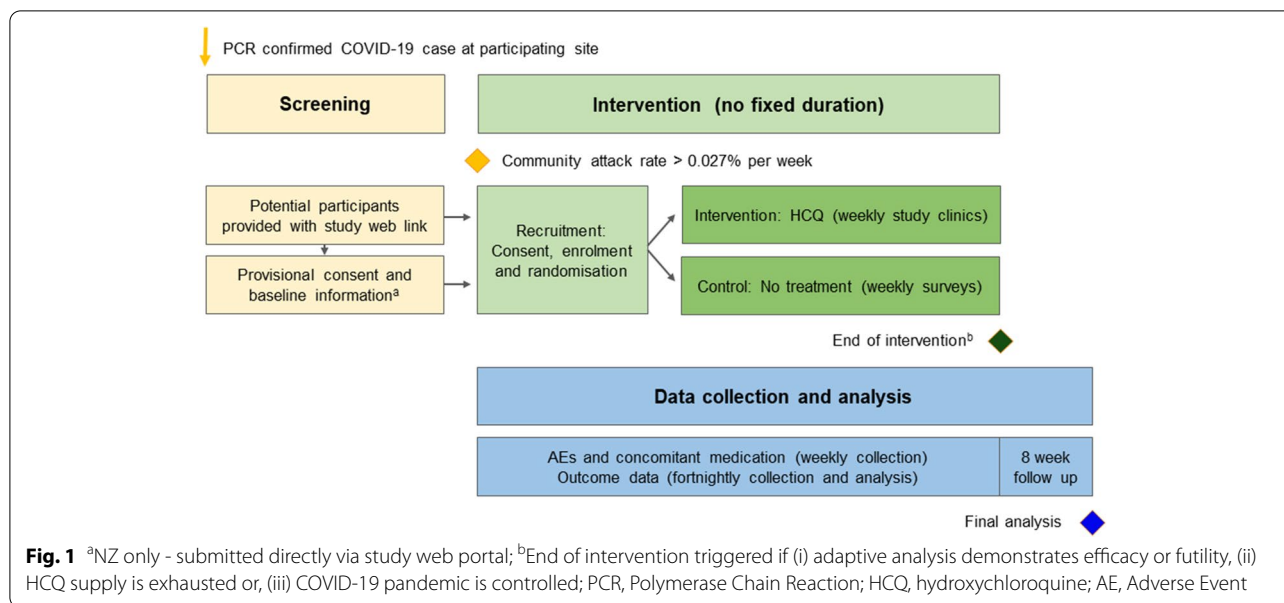 PCR confirmed COVID-19 case at participating site
Screening
Intervention (no fixed duration)
Community attack rate > 0.027% per week
Potential participants
provided with study web link
Provisional consent and
baseline informationᵃ
Recruitment:
Consent, enrolment
and randomisation
Intervention: HCQ (weekly study clinics)
Control: No treatment (weekly surveys)
End of interventionᵇ
Data collection and analysis
AEs and concomitant medication (weekly collection)
Outcome data (fortnightly collection and analysis)
8 week
follow up
Final analysis
Fig. 1 ᵃNZ only - submitted directly via study web portal; ᵇEnd of intervention triggered if (i) adaptive analysis demonstrates efficacy or futility, (ii)
HCQ supply is exhausted or, (iii) COVID-19 pandemic is controlled; PCR, Polymerase Chain Reaction; HCQ, hydroxychloroquine; AE, Adverse Event